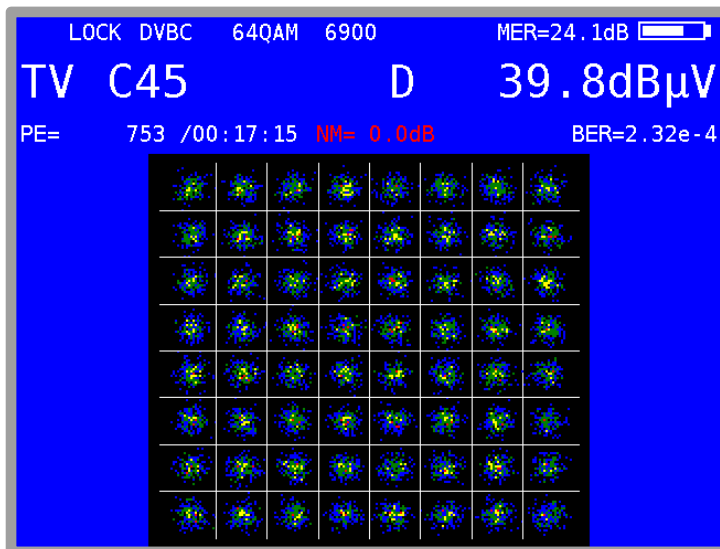 LOCK DVBC 64QAM 6900 MER=24.1dB
TV C45 D 39.8dBµV
PE= 753 /00:17:15 NM= 0.0dB BER=2.32e-4